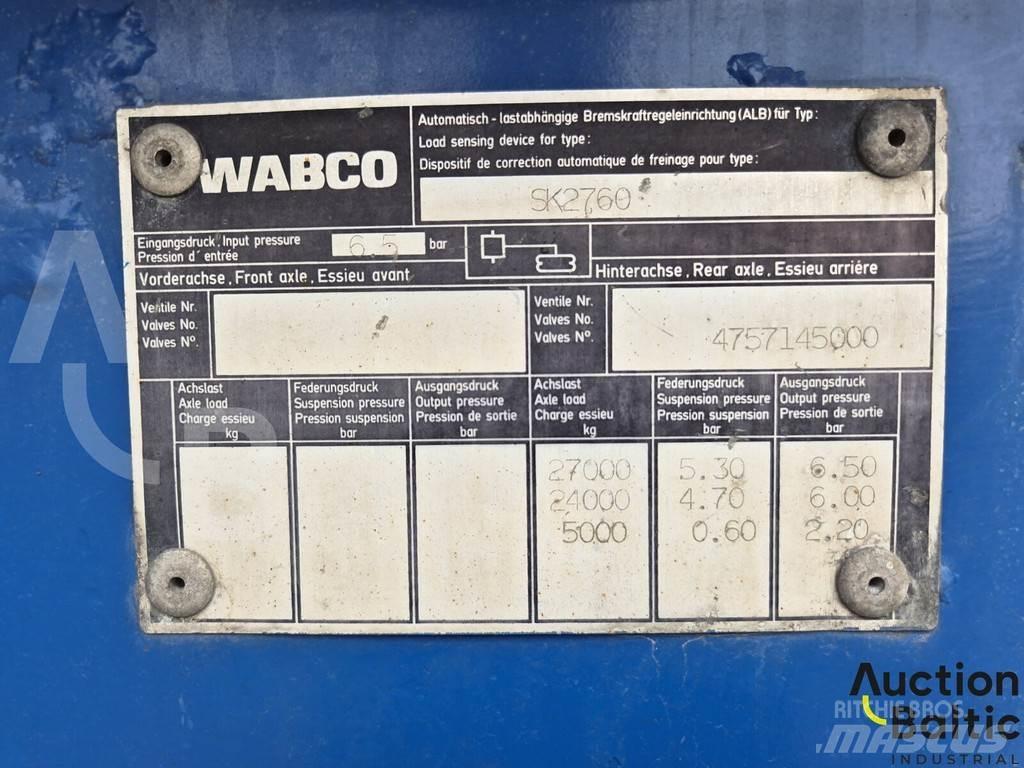 WABCO
Automatisch - lastabhängige Bremskraftregeleinrichtung (ALB) für Typ:
Load sensing device for type:
Dispositif de correction automatique de freinage pour type:
SK2760
Eingangsdruck, Input pressure
Pression d´ entrée
6.5 bar
Vorderachse, Front axle, Essieu avant
Hinterachse, Rear axle, Essieu arriére
Ventile Nr.
Valves No.
Valves Nº.
Ventile Nr.
Valves No.
Valves Nº.
4757145000
Achslast
Axle load
Charge essieu
kg
Federungsdruck
Suspension pressure
Pression suspension
bar
Ausgangsdruck
Output pressure
Pression de sortie
bar
Achslast
Axle load
Charge essieu
kg
Federungsdruck
Suspension pressure
Pression suspension
bar
Ausgangsdruck
Output pressure
Pression de sortie
bar
27000 5.30 6.50
24000 4.70 6.00
5000 0.60 2.20
Auction
Baltic
INDUSTRIAL
RITCHIE BROS
MASCUS